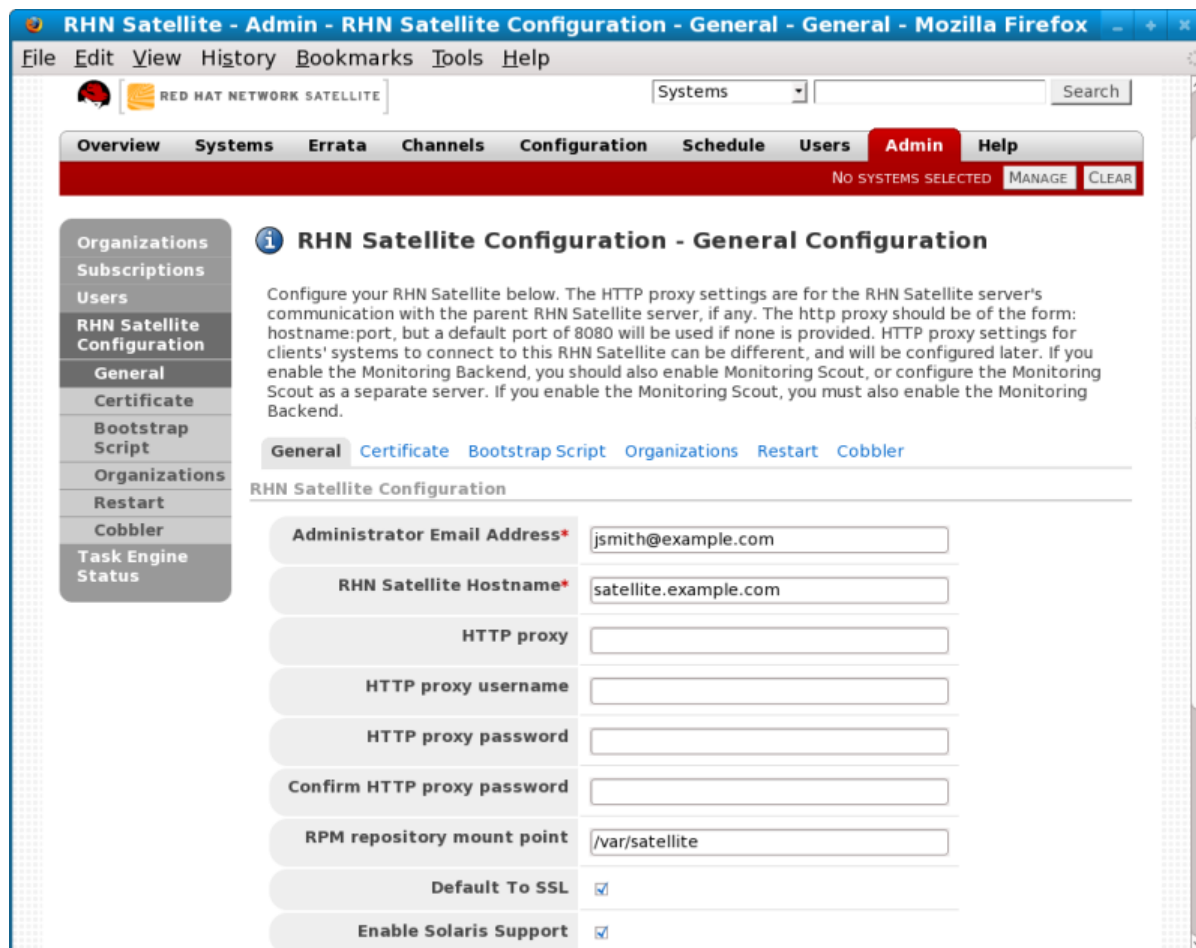 RHN Satellite - Admin - RHN Satellite Configuration - General - General - Mozilla Firefox
File Edit View History Bookmarks Tools Help
RED HAT NETWORK SATELLITE
Systems
Search
Overview Systems Errata Channels Configuration Schedule Users Admin Help
NO SYSTEMS SELECTED MANAGE CLEAR
Organizations
Subscriptions
Users
RHN Satellite
Configuration
General
Certificate
Bootstrap
Script
Organizations
Restart
Cobbler
Task Engine
Status
RHN Satellite Configuration - General Configuration
Configure your RHN Satellite below. The HTTP proxy settings are for the RHN Satellite server's
communication with the parent RHN Satellite server, if any. The http proxy should be of the form:
hostname:port, but a default port of 8080 will be used if none is provided. HTTP proxy settings for
clients' systems to connect to this RHN Satellite can be different, and will be configured later. If you
enable the Monitoring Backend, you should also enable Monitoring Scout, or configure the Monitoring
Scout as a separate server. If you enable the Monitoring Scout, you must also enable the Monitoring
Backend.
General Certificate Bootstrap Script Organizations Restart Cobbler
RHN Satellite Configuration
Administrator Email Address* jsmith@example.com
RHN Satellite Hostname* satellite.example.com
HTTP proxy
HTTP proxy username
HTTP proxy password
Confirm HTTP proxy password
RPM repository mount point /var/satellite
Default To SSL
Enable Solaris Support